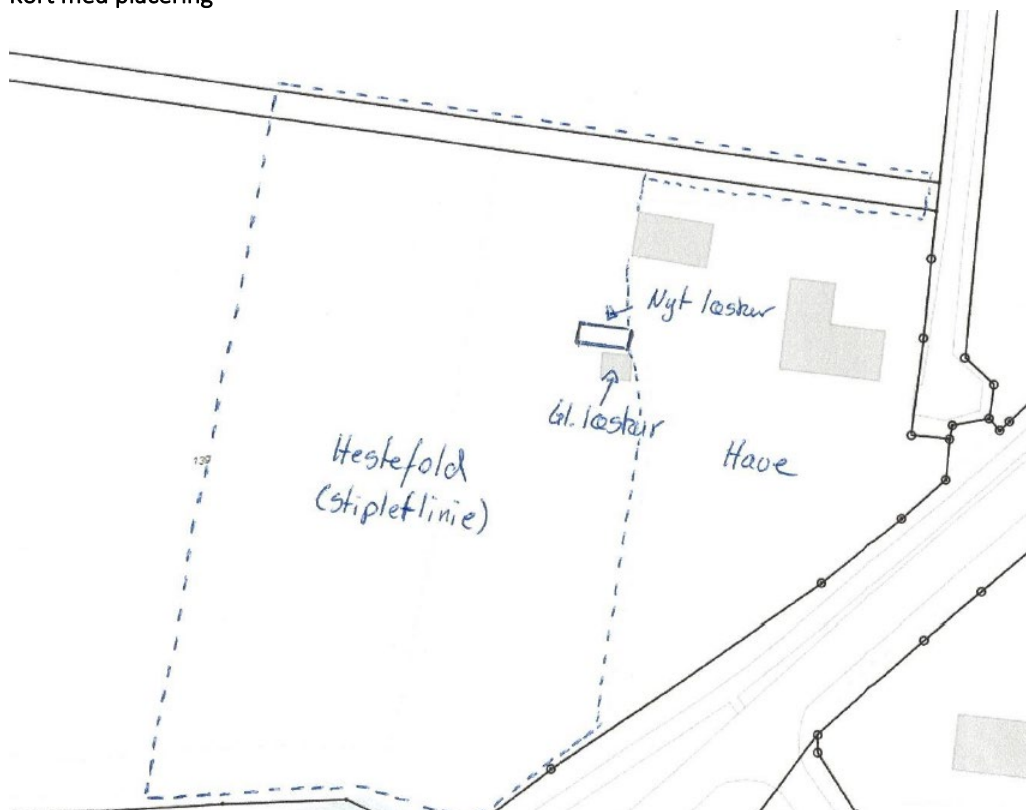 Kort med placering
Nyt læskur
Gl. læskur
Hestefold
(stiplet linie)
Have
139